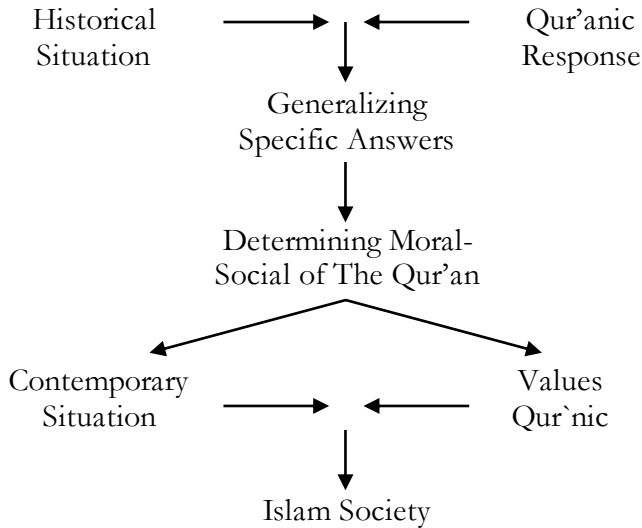 Historical
Situation
Qur’anic
Response
Generalizing
Specific Answers
Determining Moral-
Social of The Qur’an
Contemporary
Situation
Values
Qur`nic
Islam Society